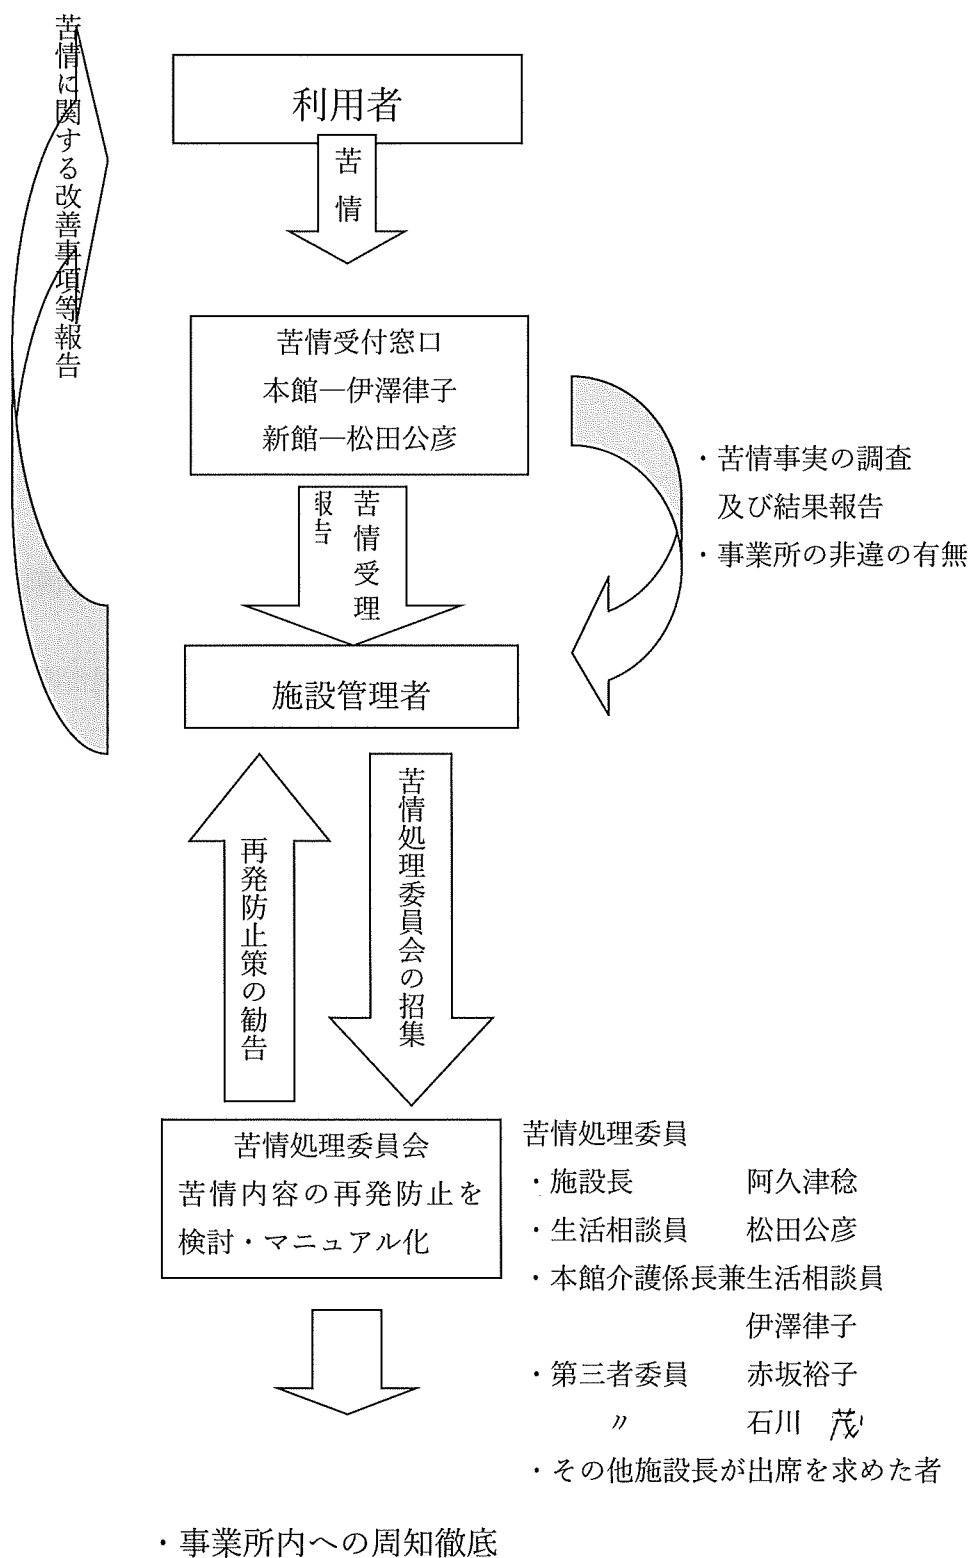 苦情に関する改善事項等報告
利用者
苦情
苦情受付窓口
本館―伊澤律子
新館―松田公彦
・苦情事実の調査
及び結果報告
・事業所の非違の有無
苦情受理
報告
施設管理者
苦情処理委員会の招集
再発防止策の勧告
苦情処理委員会
苦情内容の再発防止を
検討・マニュアル化
苦情処理委員
・施設長 阿久津稔
・生活相談員 松田公彦
・本館介護係長兼生活相談員
伊澤律子
・第三者委員 赤坂裕子
〃 石川 茂
・その他施設長が出席を求めた者
・事業所内への周知徹底